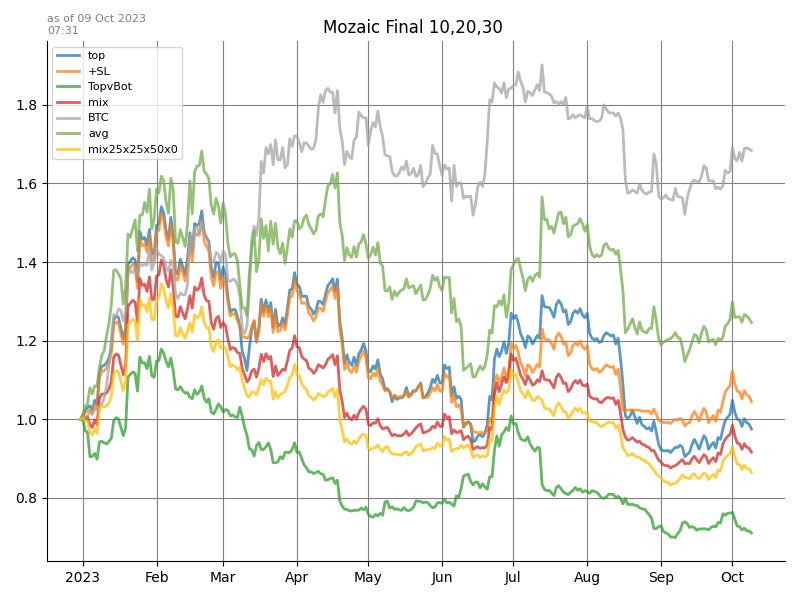 as of 09 Oct 2023
07:31
Mozaic Final 10,20,30
top
+SL
TopvBot
mix
BTC
avg
mix25x25x50x0
1.8
1.6
1.4
1.2
1.0
0.8
2023 Feb Mar Apr May Jun Jul Aug Sep Oct